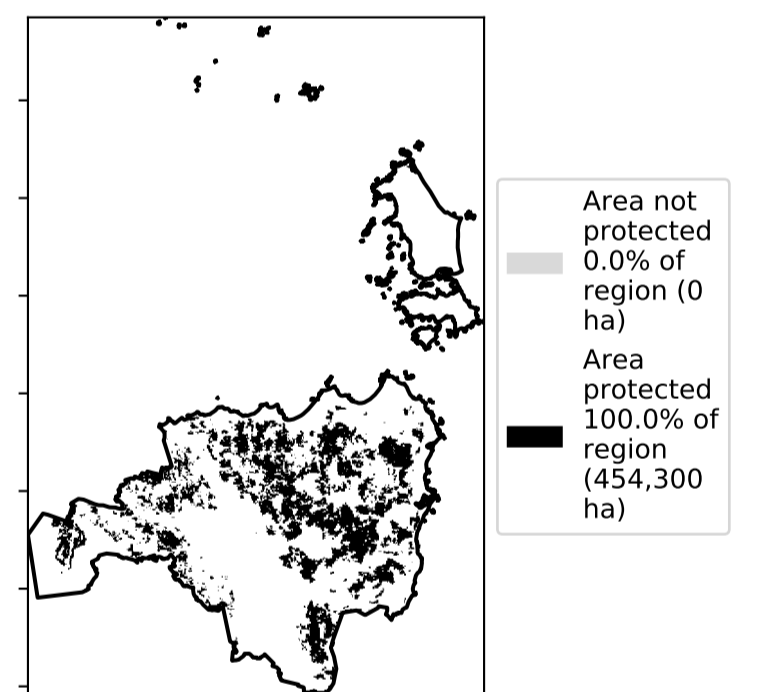 Area not
protected
0.0% of
region (0
ha)
Area
protected
100.0% of
region
(454,300
ha)